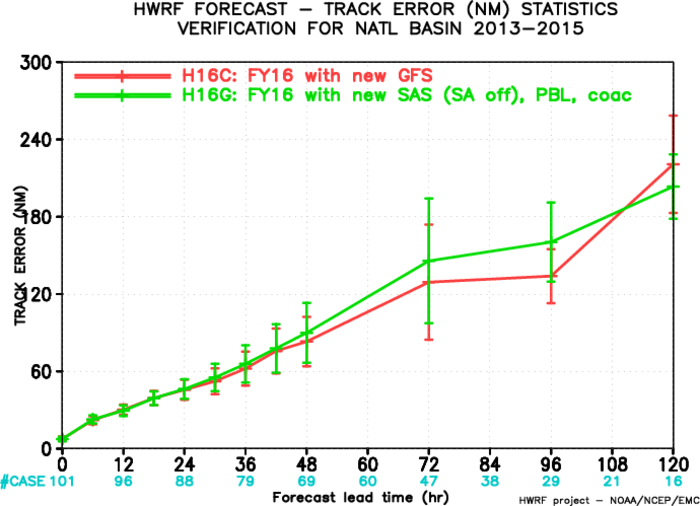 HWRF FORECAST – TRACK ERROR (NM) STATISTICS
VERIFICATION FOR NATL BASIN 2013–2015
H16C: FY16 with new GFS
H16G: FY16 with new SAS (SA off), PBL, coac
TRACK ERROR (NM)
300
240
180
120
60
0
0 12 24 36 48 60 72 84 96 108 120
#CASE 101 96 88 79 69 60 47 38 29 21 16
Forecast lead time (hr)
HWRF project – NOAA/NCEP/EMC